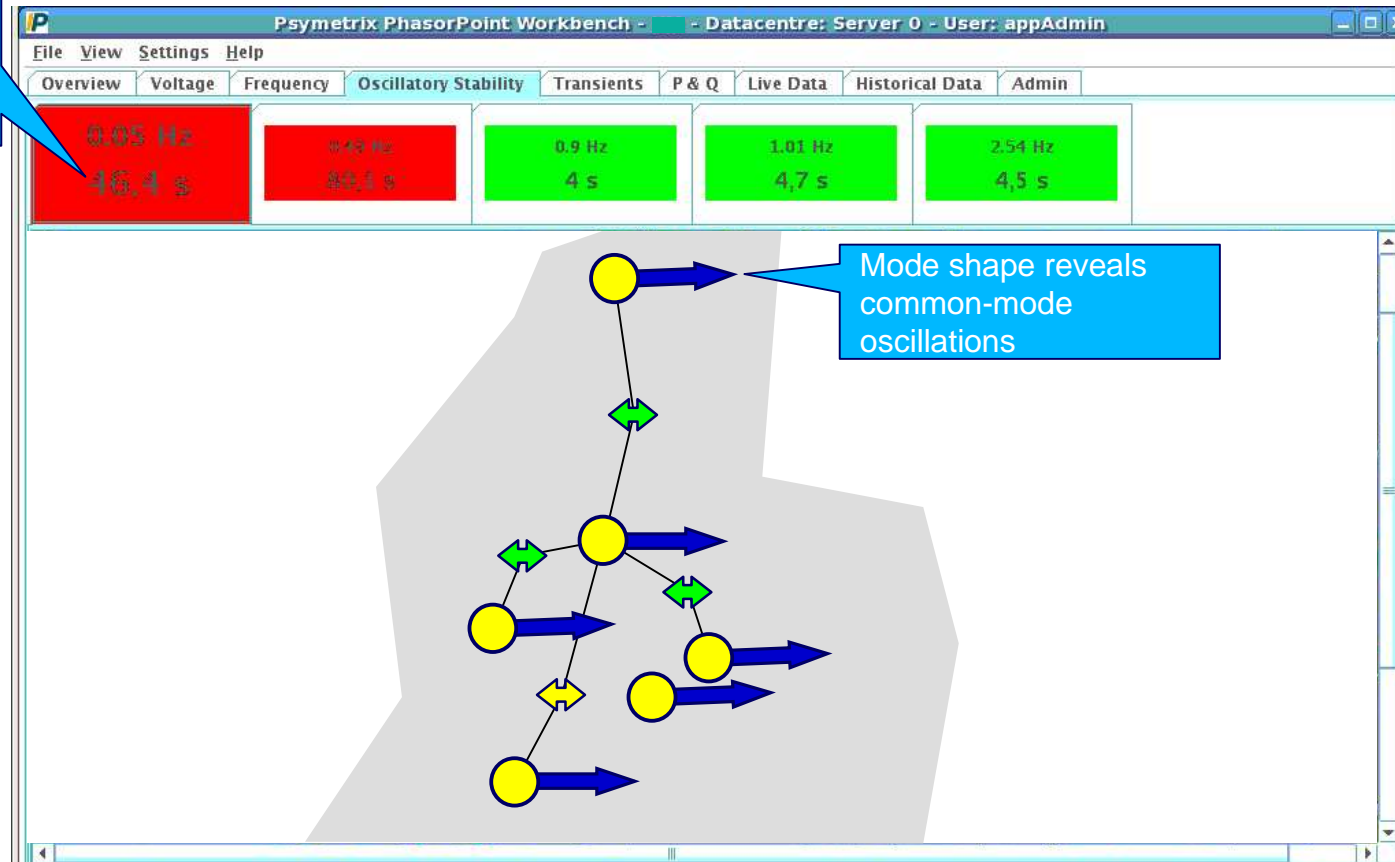 Psymetrix PhasorPoint Workbench - - Datacentre: Server 0 - User: appAdmin
File View Settings Help
Overview Voltage Frequency Oscillatory Stability Transients P & Q Live Data Historical Data Admin
0.05 Hz
46,4 s
0.9 Hz
4 s
1.01 Hz
4,7 s
2.54 Hz
4,5 s
Mode shape reveals
common-mode
oscillations